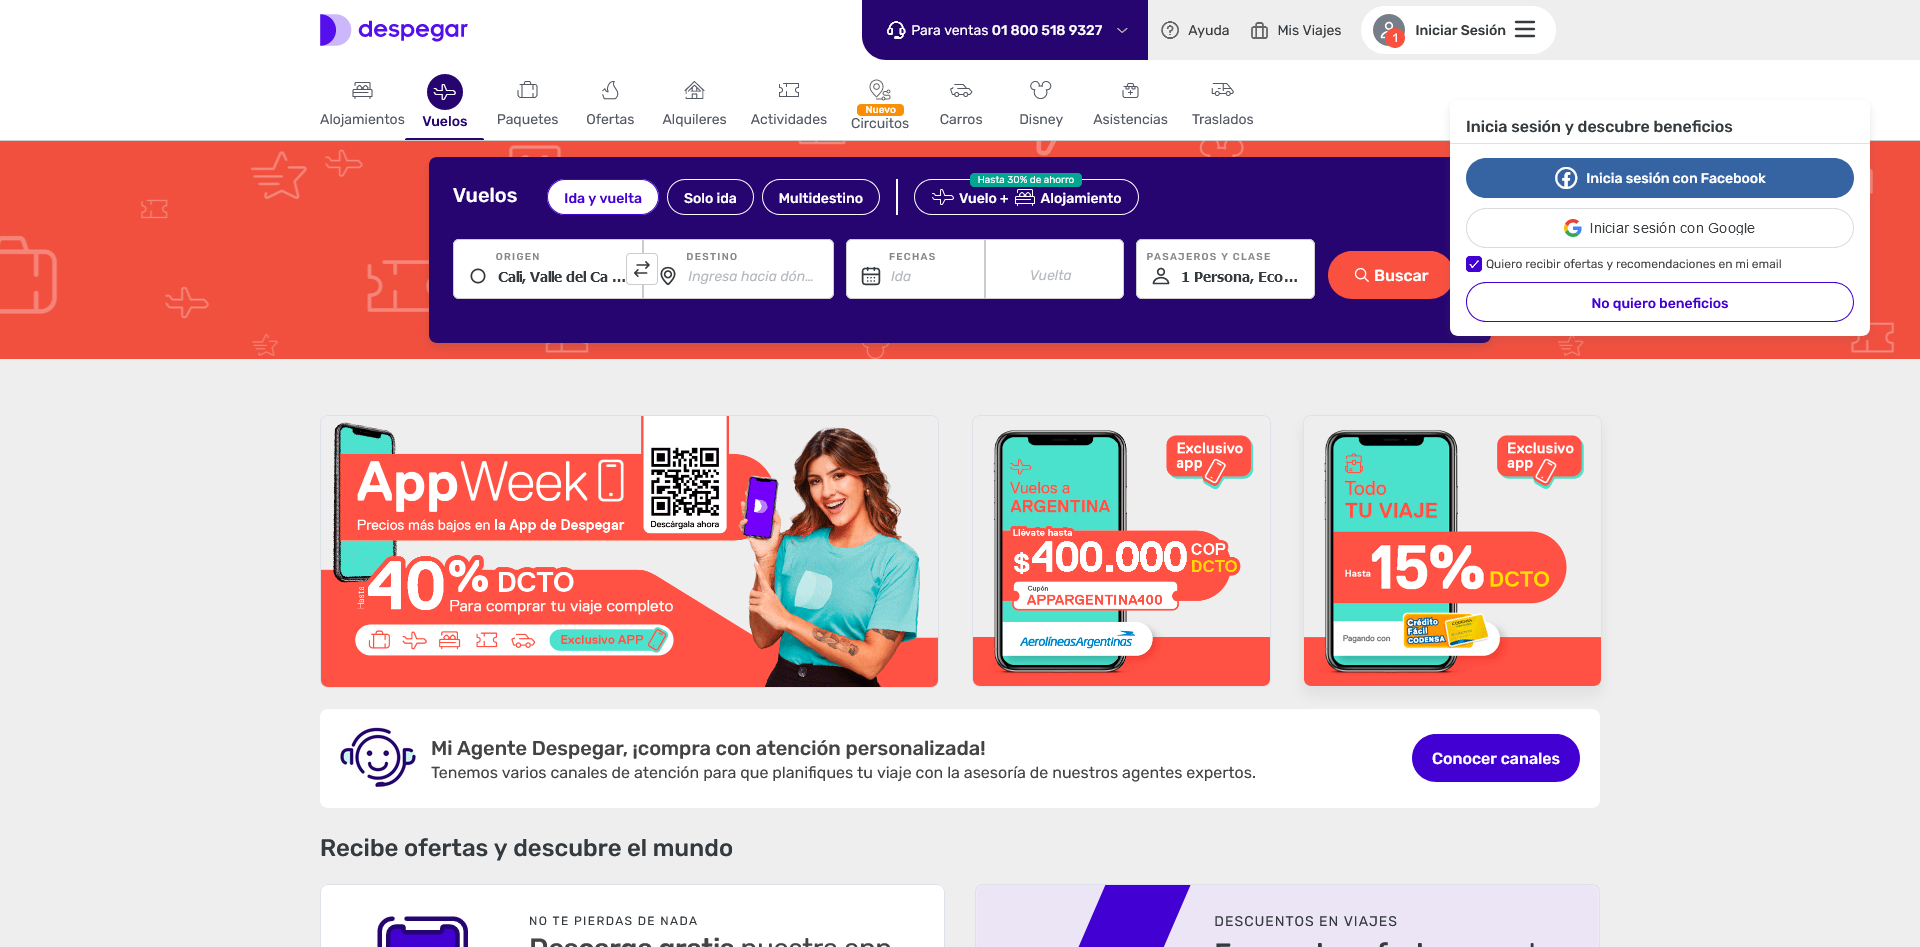 despegar
Para ventas 01 800 518 9327
Ayuda
Mis Viajes
1
Iniciar Sesión
Alojamientos
Vuelos
Paquetes
Ofertas
Alquileres
Actividades
Nuevo
Circuitos
Carros
Disney
Asistencias
Traslados
Inicia sesión y descubre beneficios
Inicia sesión con Facebook
Iniciar sesión con Google
Quiero recibir ofertas y recomendaciones en mi email
No quiero beneficios
Vuelos
Ida y vuelta
Solo ida
Multidestino
Hasta 30% de ahorro
Vuelo + Alojamiento
ORIGEN
Cali, Valle del Ca ...
DESTINO
Ingresa hacia dón...
FECHAS
Ida
Vuelta
PASAJEROS Y CLASE
1 Persona, Eco...
Buscar
AppWeek
Precios más bajos en la App de Despegar
Descárgala ahora
Hasta 40% DCTO
Para comprar tu viaje completo
Exclusivo APP
Exclusivo
app
Vuelos a
ARGENTINA
Llévate hasta
$400.000 COP
DCTO
Cupón
APPARGENTINA400
AerolíneasArgentinas
Exclusivo
app
Todo
TU VIAJE
Hasta 15% DCTO
Pagando con
Crédito
Fácil
CODENSA
Mi Agente Despegar, ¡compra con atención personalizada!
Tenemos varios canales de atención para que planifiques tu viaje con la asesoría de nuestros agentes expertos.
Conocer canales
Recibe ofertas y descubre el mundo
NO TE PIERDAS DE NADA
Descarga gratis nuestra app
DESCUENTOS EN VIAJES